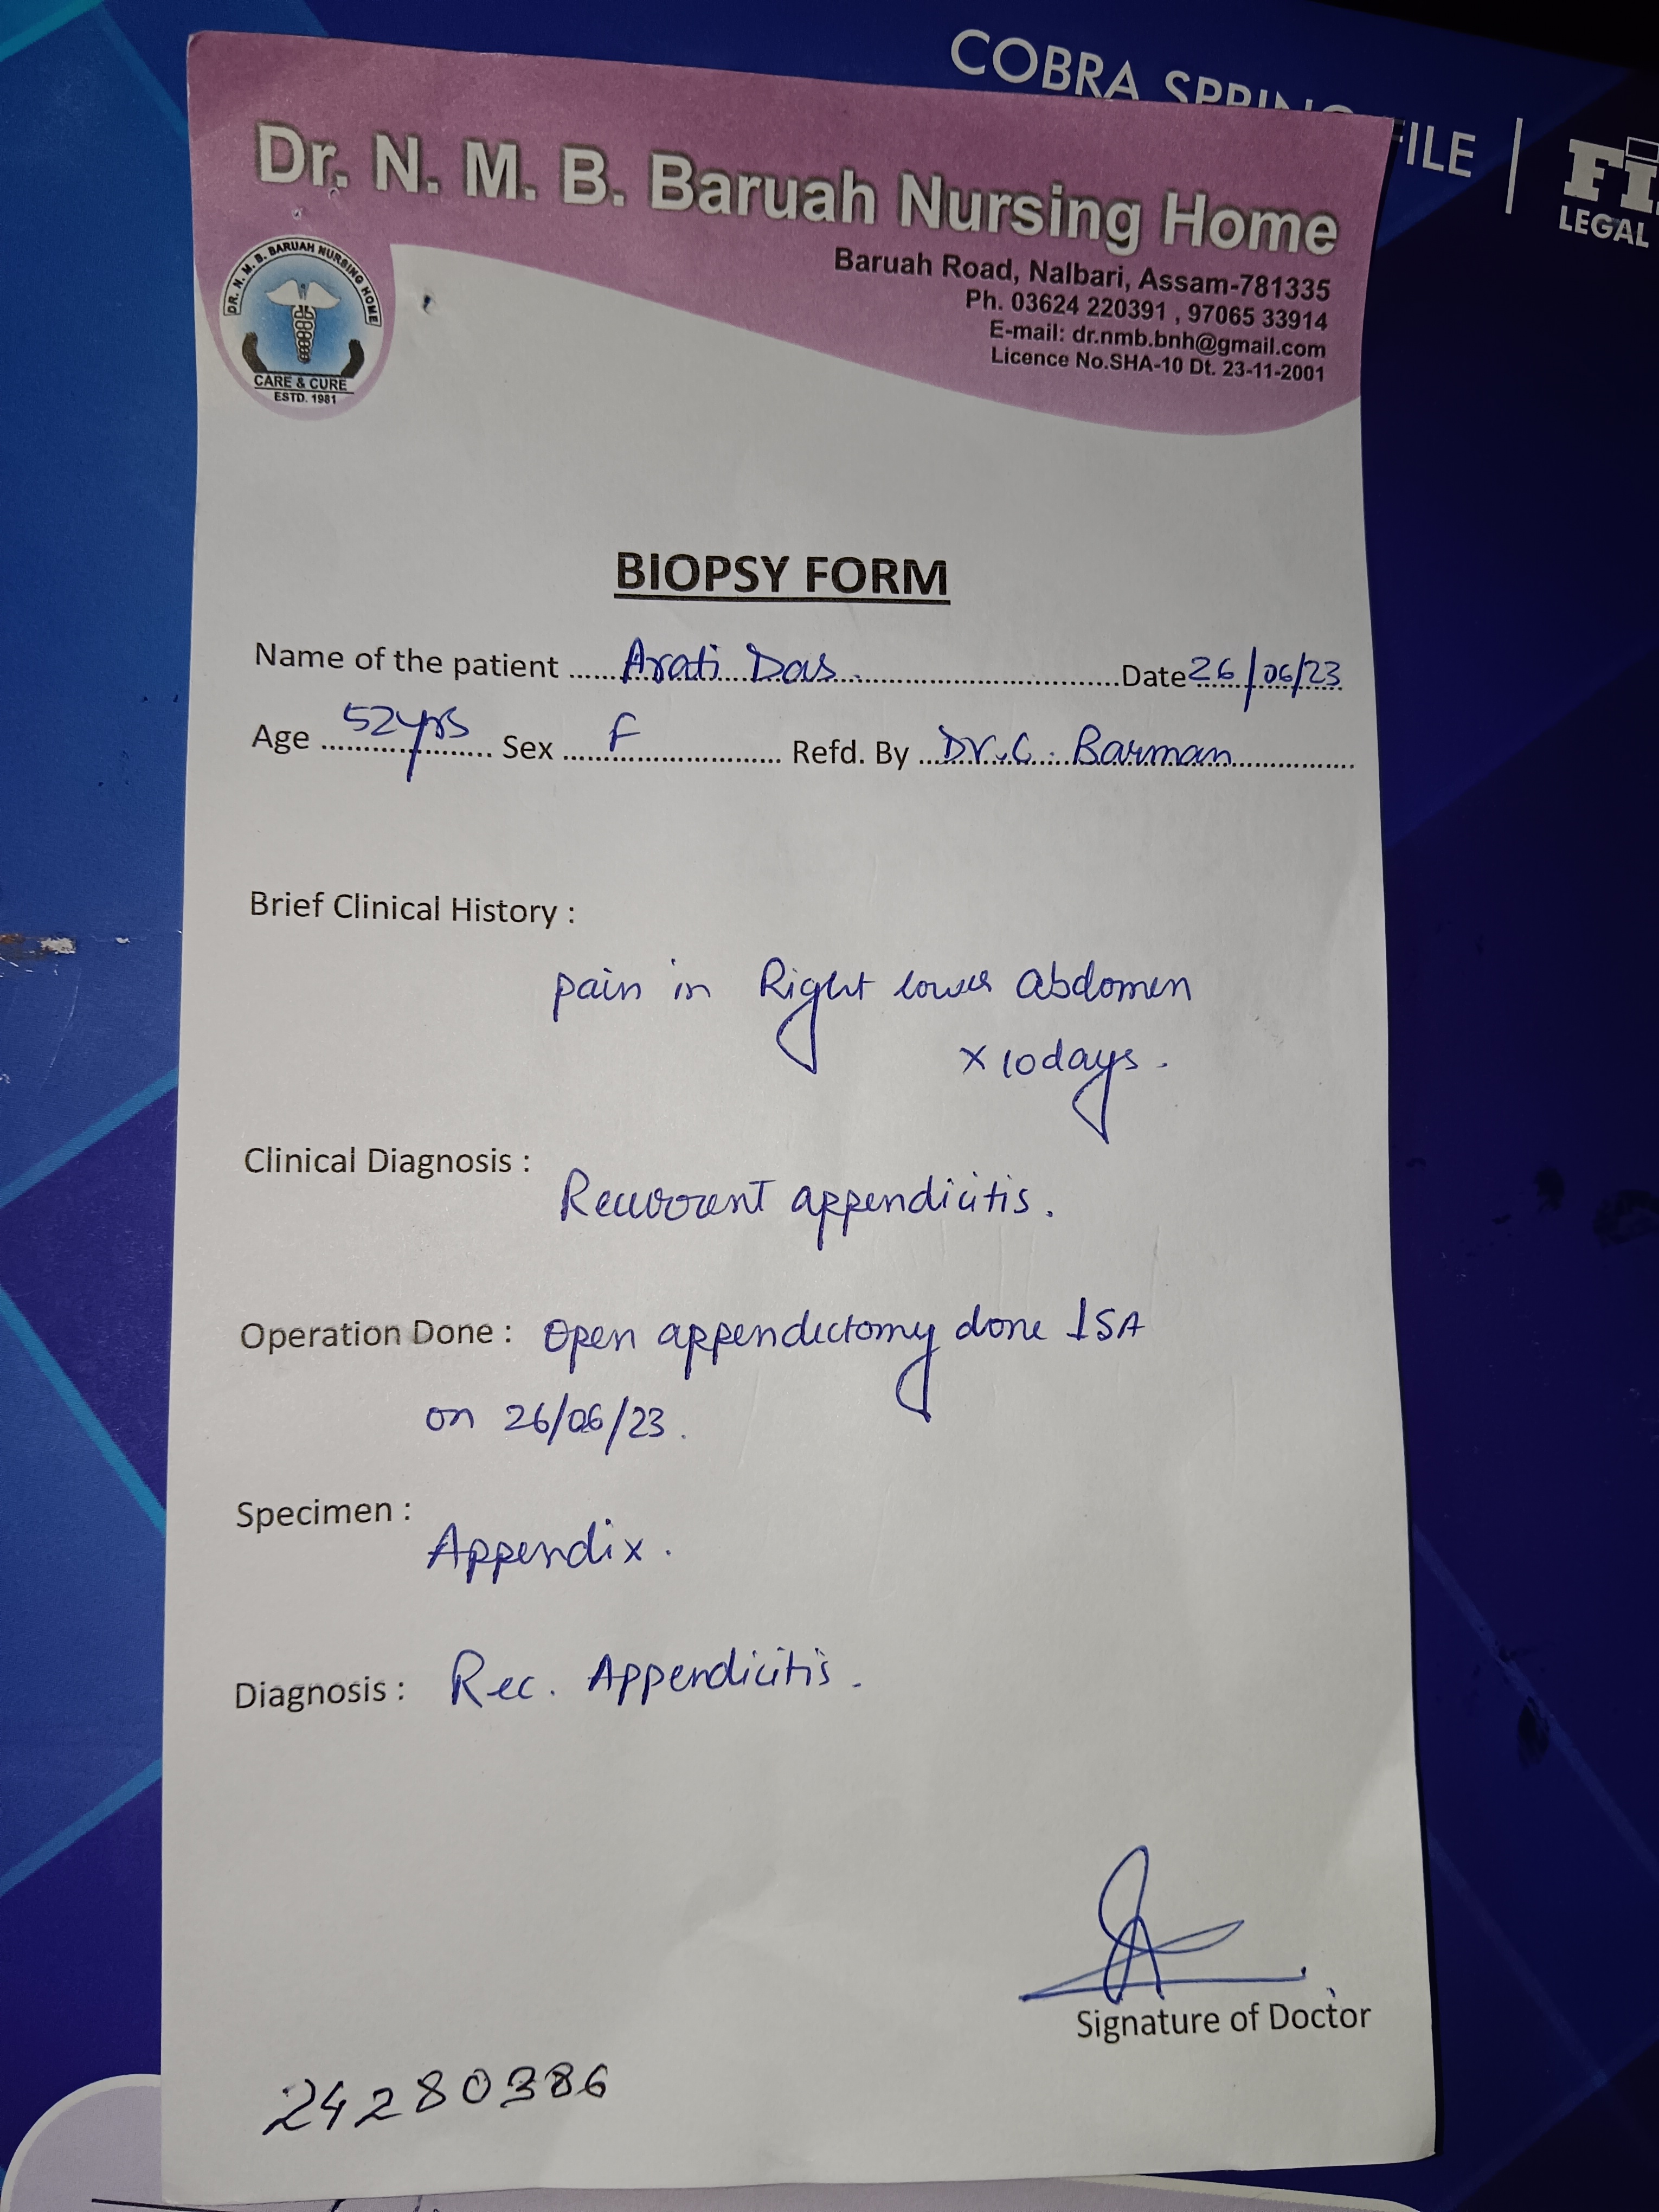 COBRA SPRING FILE
LEGAL
Dr. N. M. B. Baruah Nursing Home
Baruah Road, Nalbari, Assam-781335
Ph. 03624 220391 , 97065 33914
E-mail: dr.nmb.bnh@gmail.com
Licence No.SHA-10 Dt. 23-11-2001
DR. N. M. B. BARUAH NURSING HOME
CARE & CURE
ESTD. 1981
BIOPSY FORM
Name of the patient ...... Arati Das. ...... Date 26/06/23
Age 52yrs Sex F Refd. By Dr. C. Barman
Brief Clinical History :
pain in Right lower abdomen
x 10 days.
Clinical Diagnosis :
Recurrent appendicitis.
Operation Done : Open appendectomy done ↓SA
on 26/06/23.
Specimen :
Appendix.
Diagnosis : Rec. Appendicitis.
Signature of Doctor
24280386